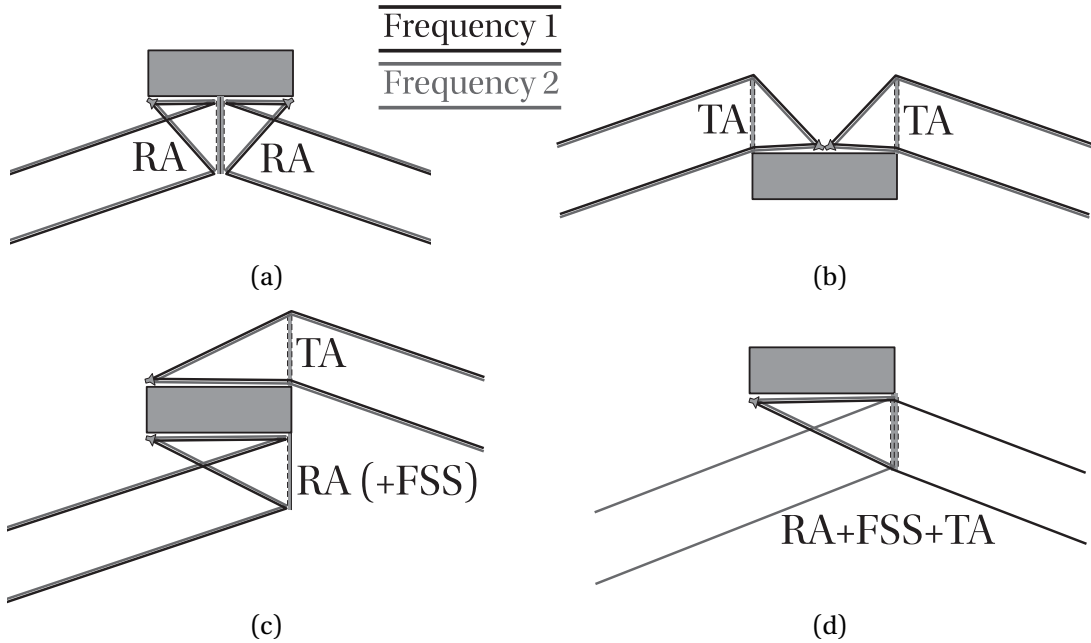 Frequency 1
Frequency 2
RA RA
(a)
TA TA
(b)
TA
RA (+FSS)
(c)
RA+FSS+TA
(d)